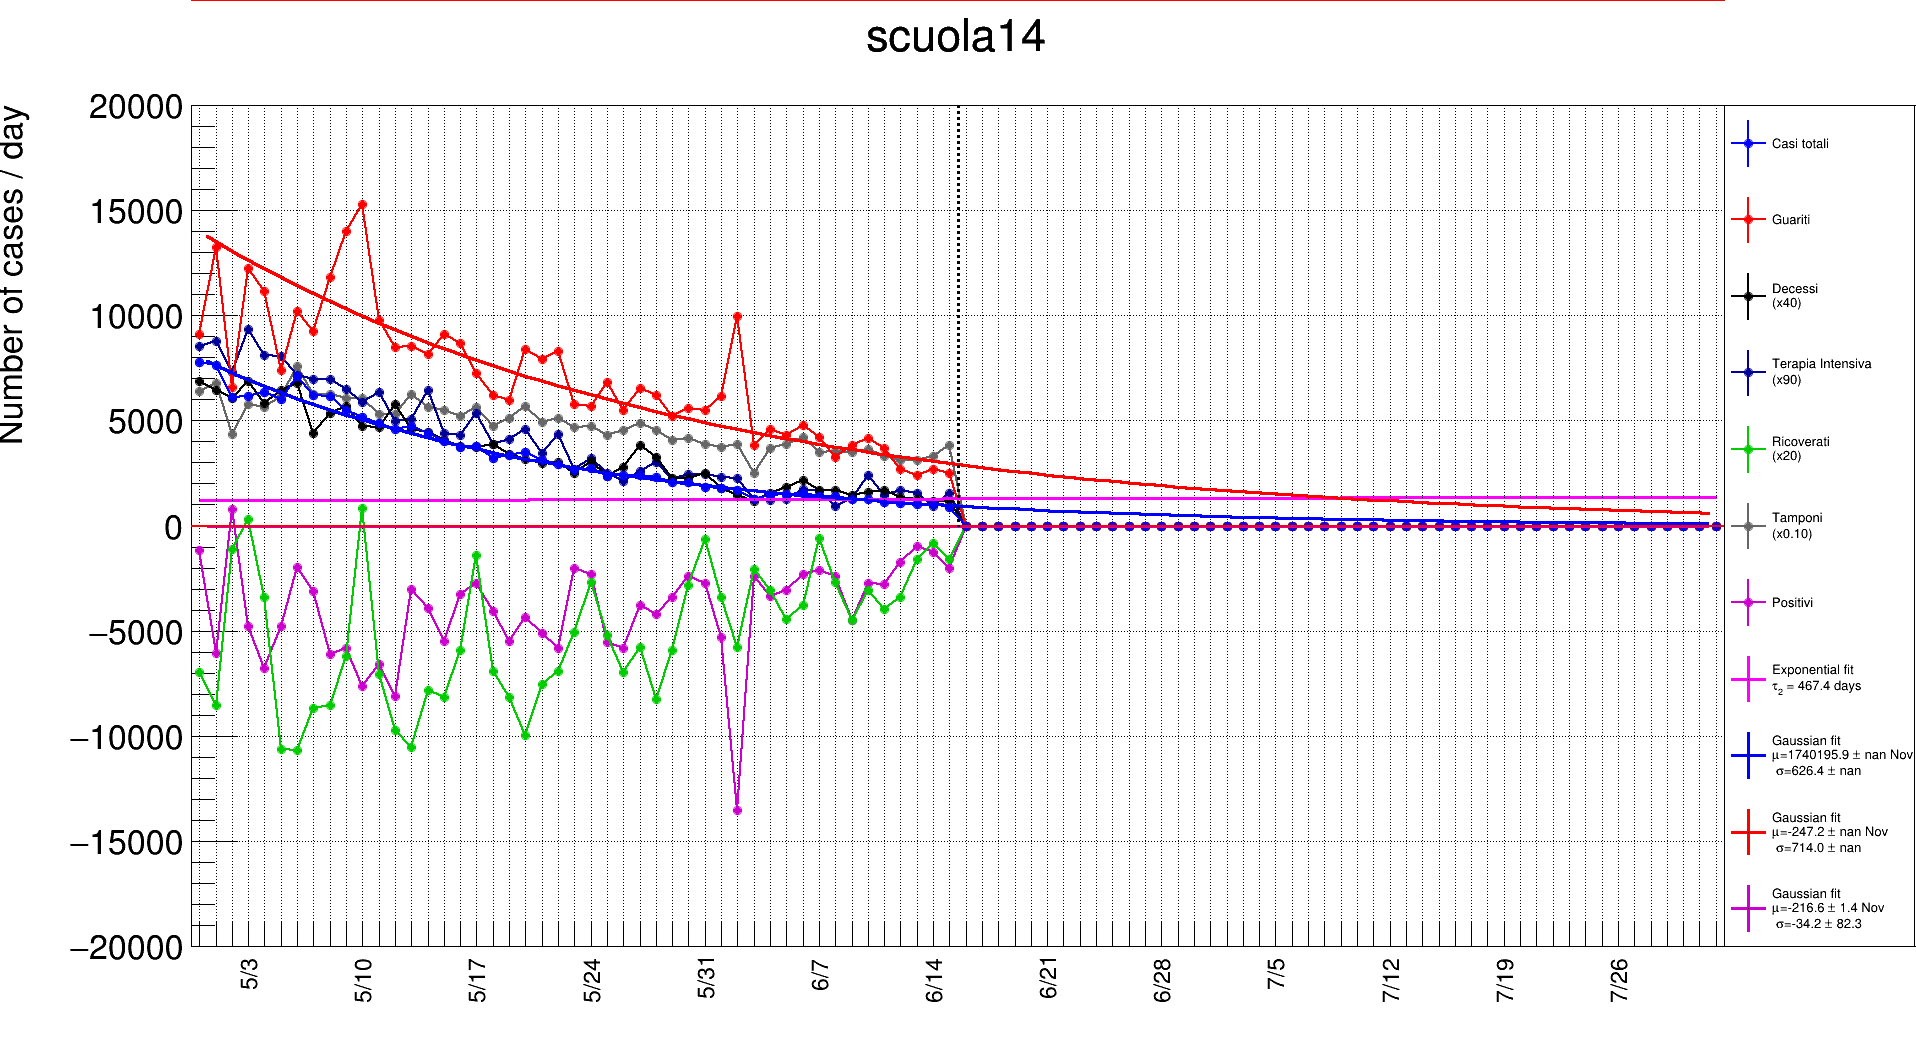 scuola14
Number of cases / day
20000
15000
10000
5000
0
−5000
−10000
−15000
−20000
5/3
5/10
5/17
5/24
5/31
6/7
6/14
6/21
6/28
7/5
7/12
7/19
7/26
Casi totali
Guariti
Decessi
(x40)
Terapia Intensiva
(x90)
Ricoverati
(x20)
Tamponi
(x0.10)
Positivi
Exponential fit
τ2 = 467.4 days
Gaussian fit
μ=1740195.9 ± nan Nov
σ=626.4 ± nan
Gaussian fit
μ=-247.2 ± nan Nov
σ=714.0 ± nan
Gaussian fit
μ=-216.6 ± 1.4 Nov
σ=-34.2 ± 82.3